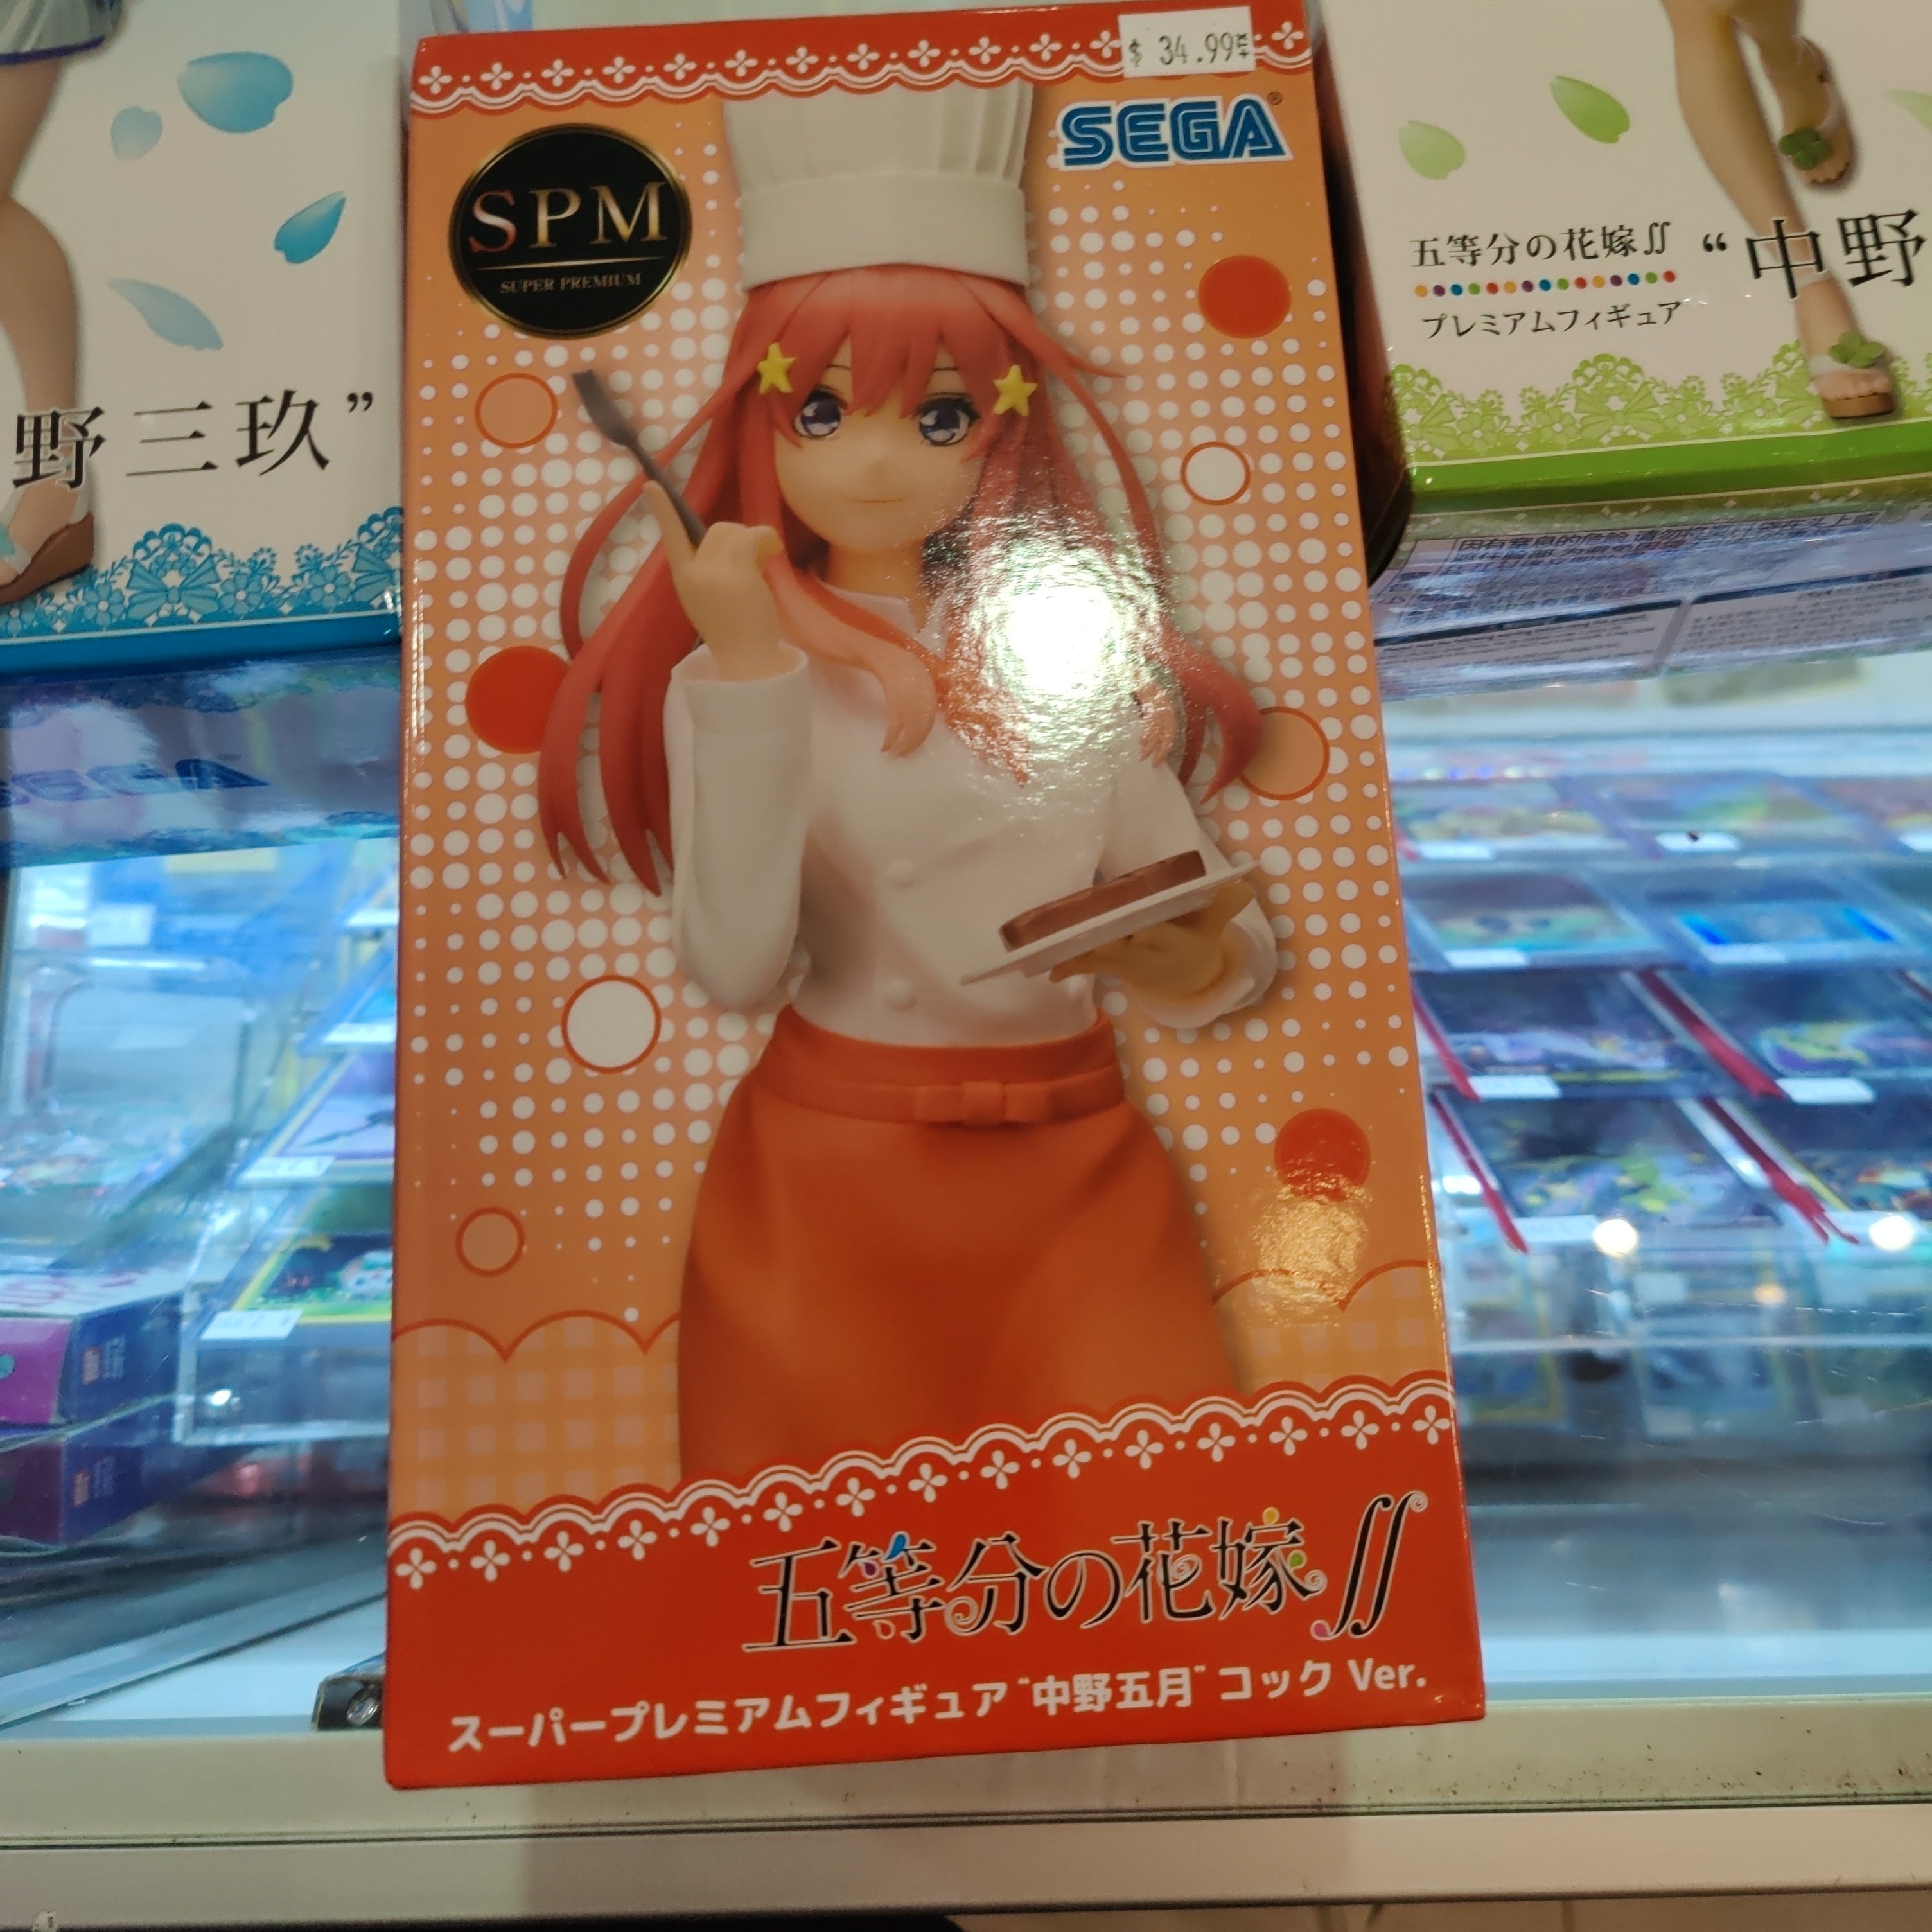 $ 34.99
SEGA®
SPM
SUPER PREMIUM
五等分の花嫁∬
スーパープレミアムフィギュア"中野五月"コック Ver.
野三玖”
五等分の花嫁∬ “中野
プレミアムフィギュア